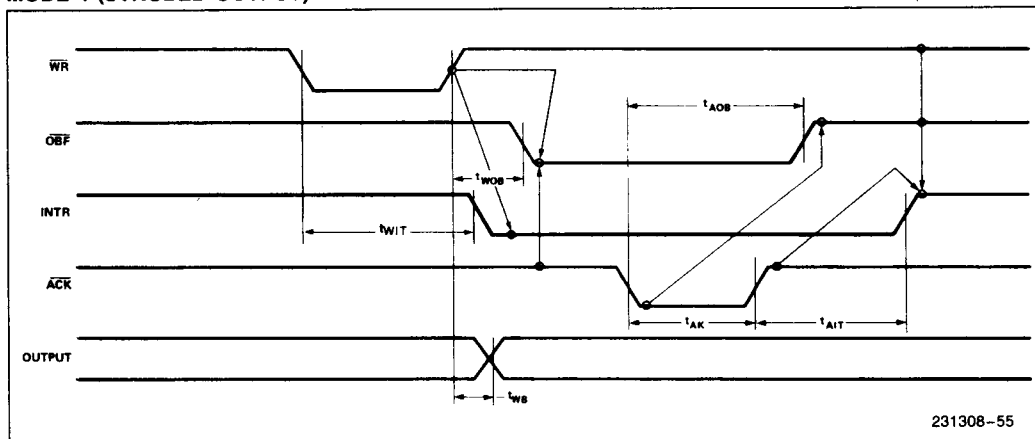 MODE 1 (STROBED OUTPUT)
WR
tAOB
OBF
tWOB
INTR
tWIT
ACK
tAK
tAIT
OUTPUT
tWB
231308–55